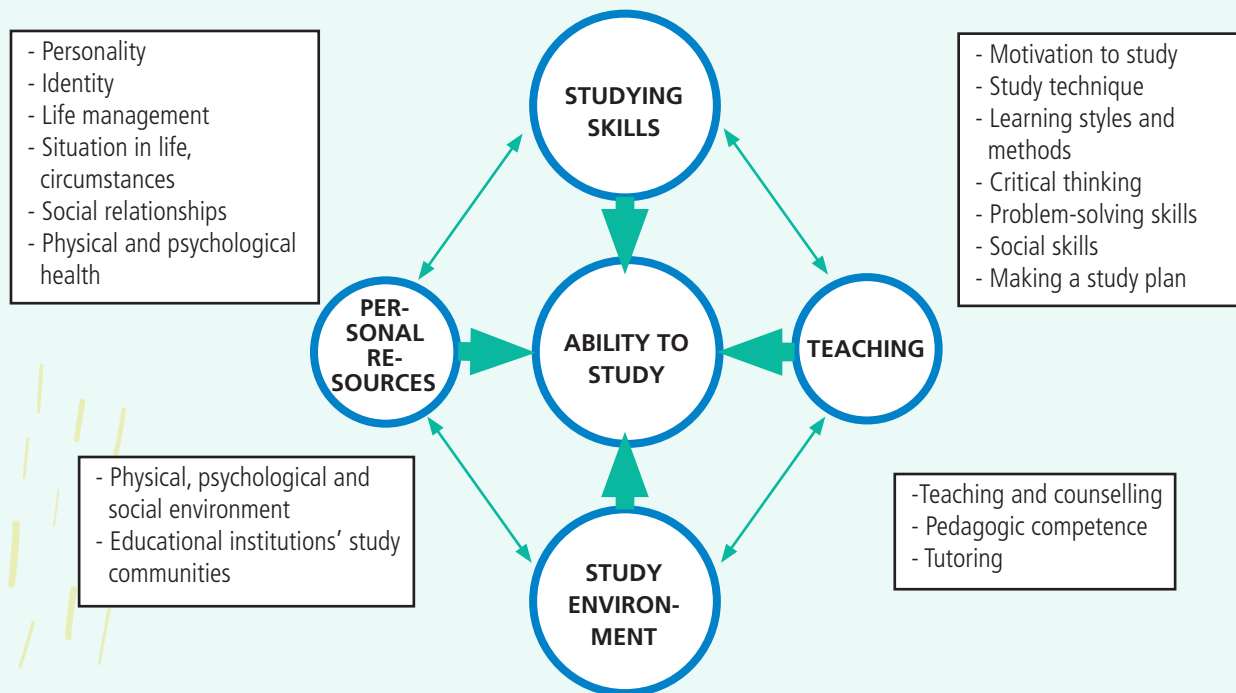 - Personality
- Identity
- Life management
- Situation in life,
circumstances
- Social relationships
- Physical and psychological
health
STUDYING
SKILLS
- Motivation to study
- Study technique
- Learning styles and
methods
- Critical thinking
- Problem-solving skills
- Social skills
- Making a study plan
PER-
SONAL
RE-
SOURCES
ABILITY TO
STUDY
TEACHING
- Physical, psychological and
social environment
- Educational institutions’ study
communities
STUDY
ENVIRON-
MENT
-Teaching and counselling
- Pedagogic competence
- Tutoring